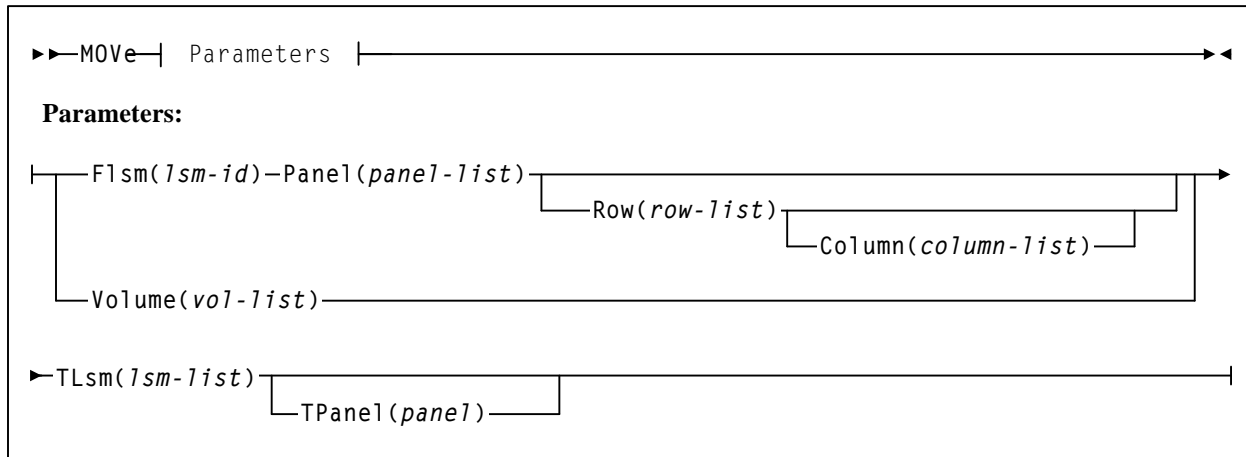 MOVe Parameters
Parameters:
Flsm(lsm-id) Panel(panel-list)
Row(row-list)
Column(column-list)
Volume(vol-list)
TLsm(lsm-list)
TPanel(panel)